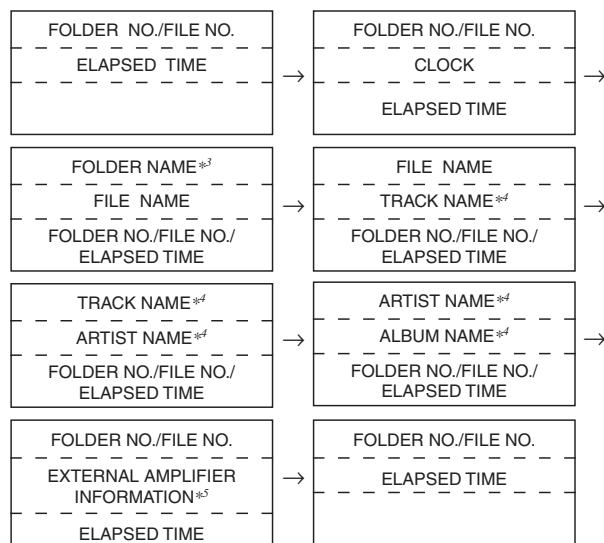 FOLDER NO./FILE NO.
ELAPSED TIME
→
FOLDER NO./FILE NO.
CLOCK
ELAPSED TIME
→
FOLDER NAME*3
FILE NAME
FOLDER NO./FILE NO./
ELAPSED TIME
→
FILE NAME
TRACK NAME*4
FOLDER NO./FILE NO./
ELAPSED TIME
→
TRACK NAME*4
ARTIST NAME*4
FOLDER NO./FILE NO./
ELAPSED TIME
→
ARTIST NAME*4
ALBUM NAME*4
FOLDER NO./FILE NO./
ELAPSED TIME
→
FOLDER NO./FILE NO.
EXTERNAL AMPLIFIER
INFORMATION*5
ELAPSED TIME
→
FOLDER NO./FILE NO.
ELAPSED TIME